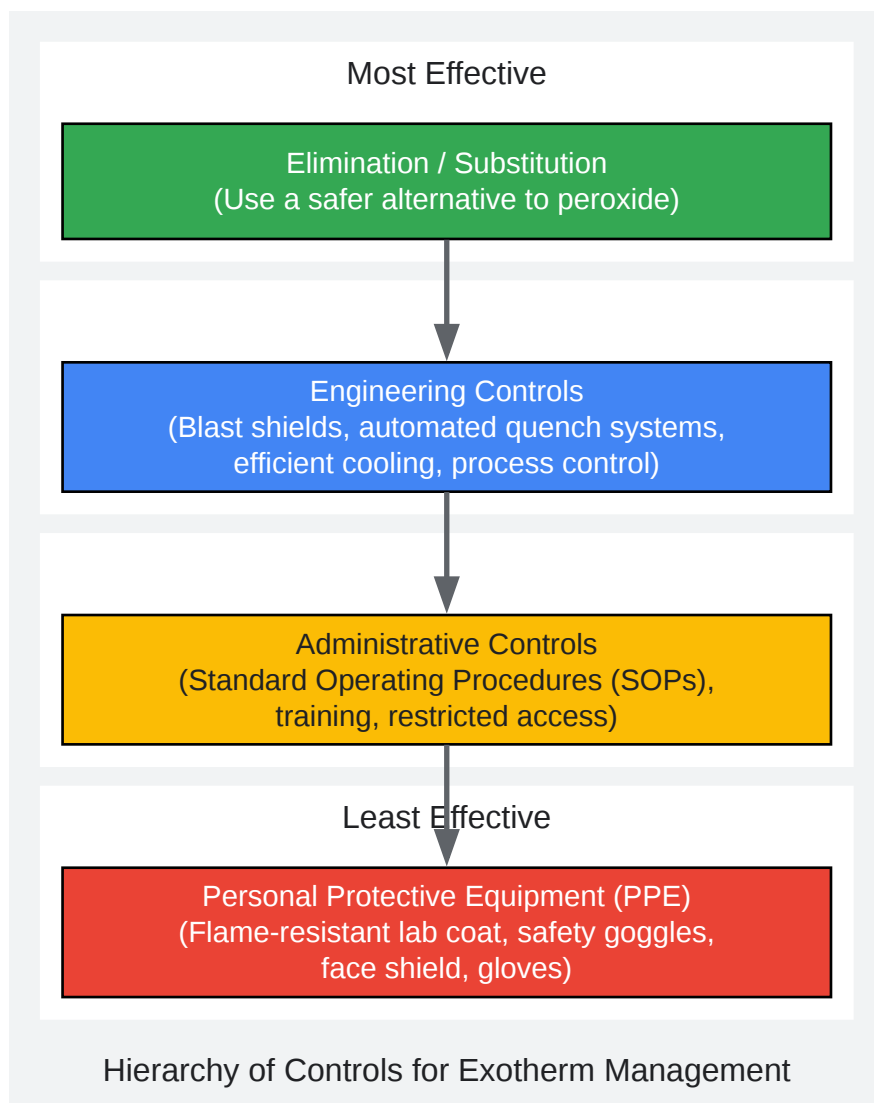 Most Effective
Elimination / Substitution
(Use a safer alternative to peroxide)
Engineering Controls
(Blast shields, automated quench systems,
efficient cooling, process control)
Administrative Controls
(Standard Operating Procedures (SOPs),
training, restricted access)
Least Effective
Personal Protective Equipment (PPE)
(Flame-resistant lab coat, safety goggles,
face shield, gloves)
Hierarchy of Controls for Exotherm Management